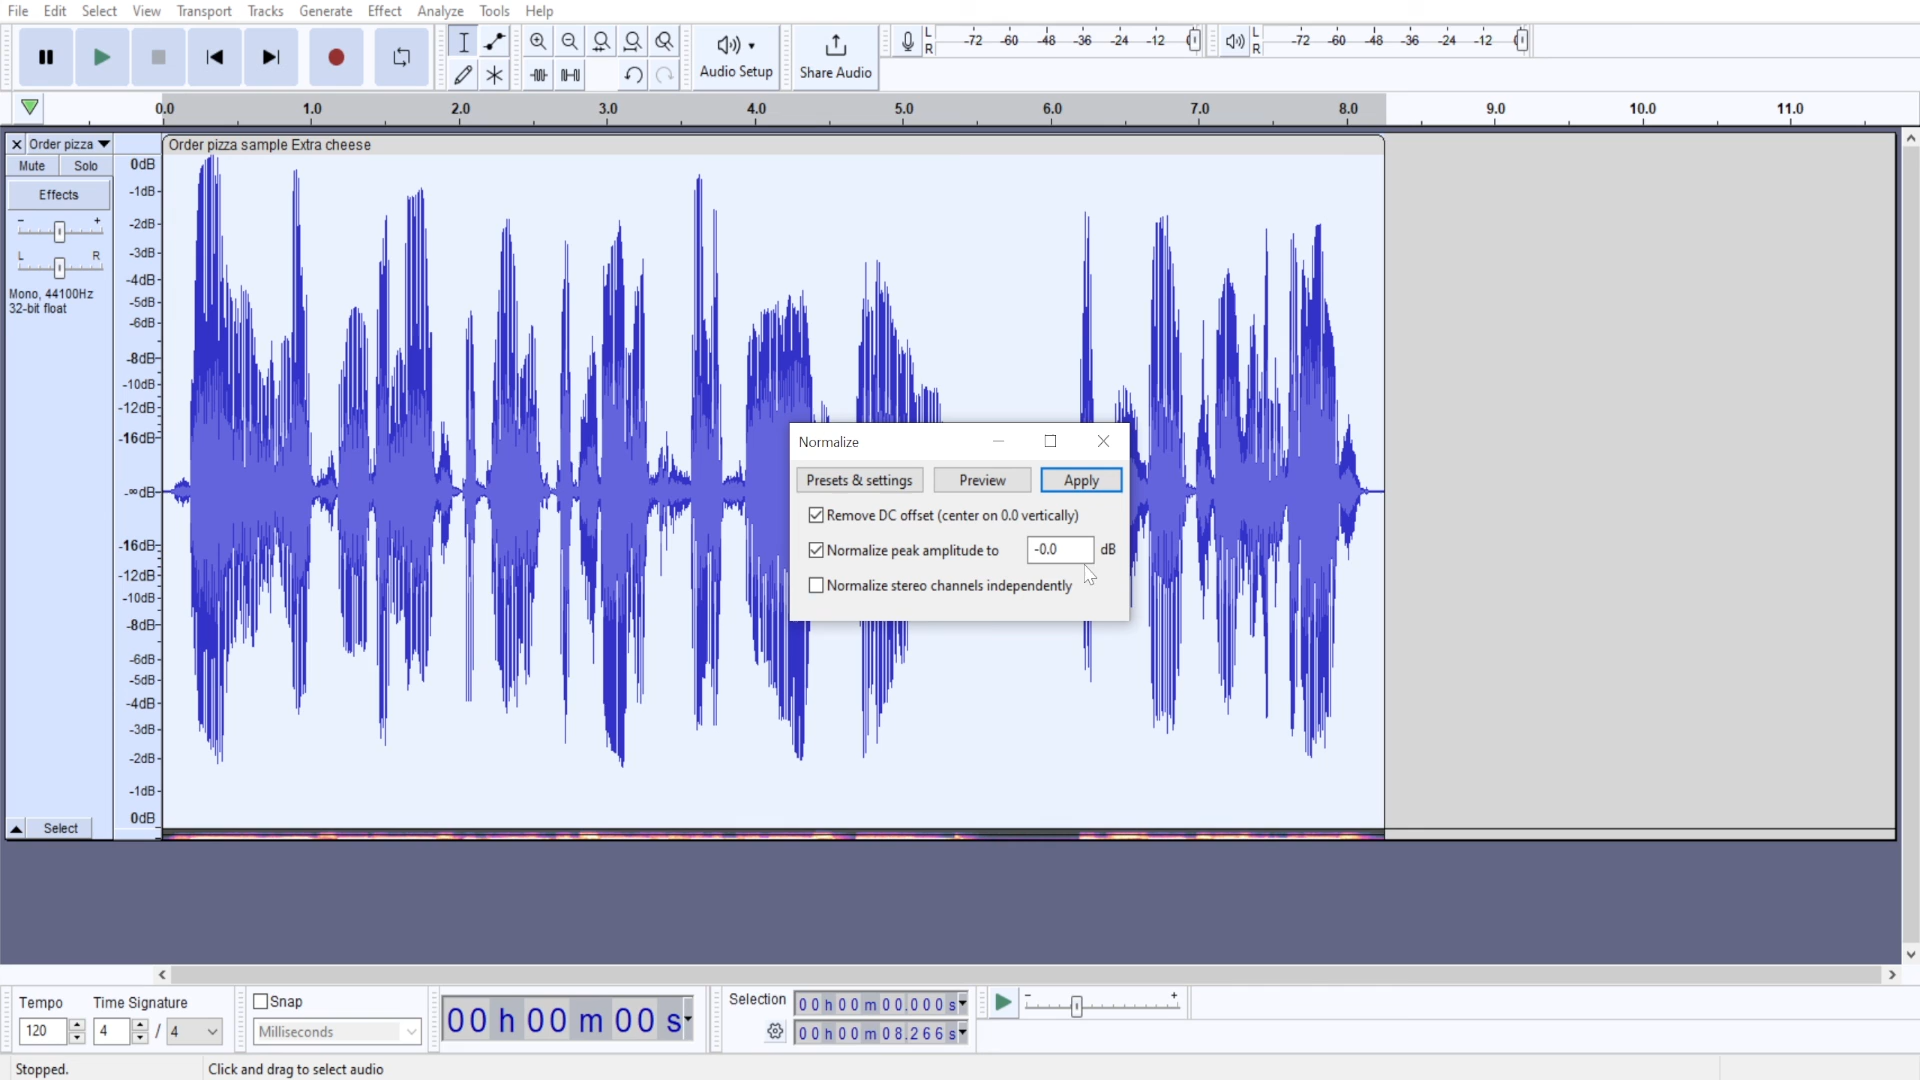 File Edit Select View Transport Tracks Generate Effect Analyze Tools Help
L R -72 -60 -48 -36 -24 -12 0
L R -72 -60 -48 -36 -24 -12 0
Audio Setup
Share Audio
0.0 1.0 2.0 3.0 4.0 5.0 6.0 7.0 8.0 9.0 10.0 11.0
Order pizza
Order pizza sample Extra cheese
Mute Solo
Effects
- +
L R
Mono, 44100Hz
32-bit float
Select
0dB
-1dB
-2dB
-3dB
-4dB
-5dB
-6dB
-8dB
-10dB
-12dB
-16dB
-∞dB
-16dB
-12dB
-10dB
-8dB
-6dB
-5dB
-4dB
-3dB
-2dB
-1dB
0dB
Normalize
Presets & settings Preview Apply
Remove DC offset (center on 0.0 vertically)
Normalize peak amplitude to -0.0 dB
Normalize stereo channels independently
Tempo Time Signature
120 4 / 4
Snap
Milliseconds
00 h 00 m 00 s
Selection 00 h 00 m 00.000 s
00 h 00 m 08.266 s
- +
Stopped. Click and drag to select audio